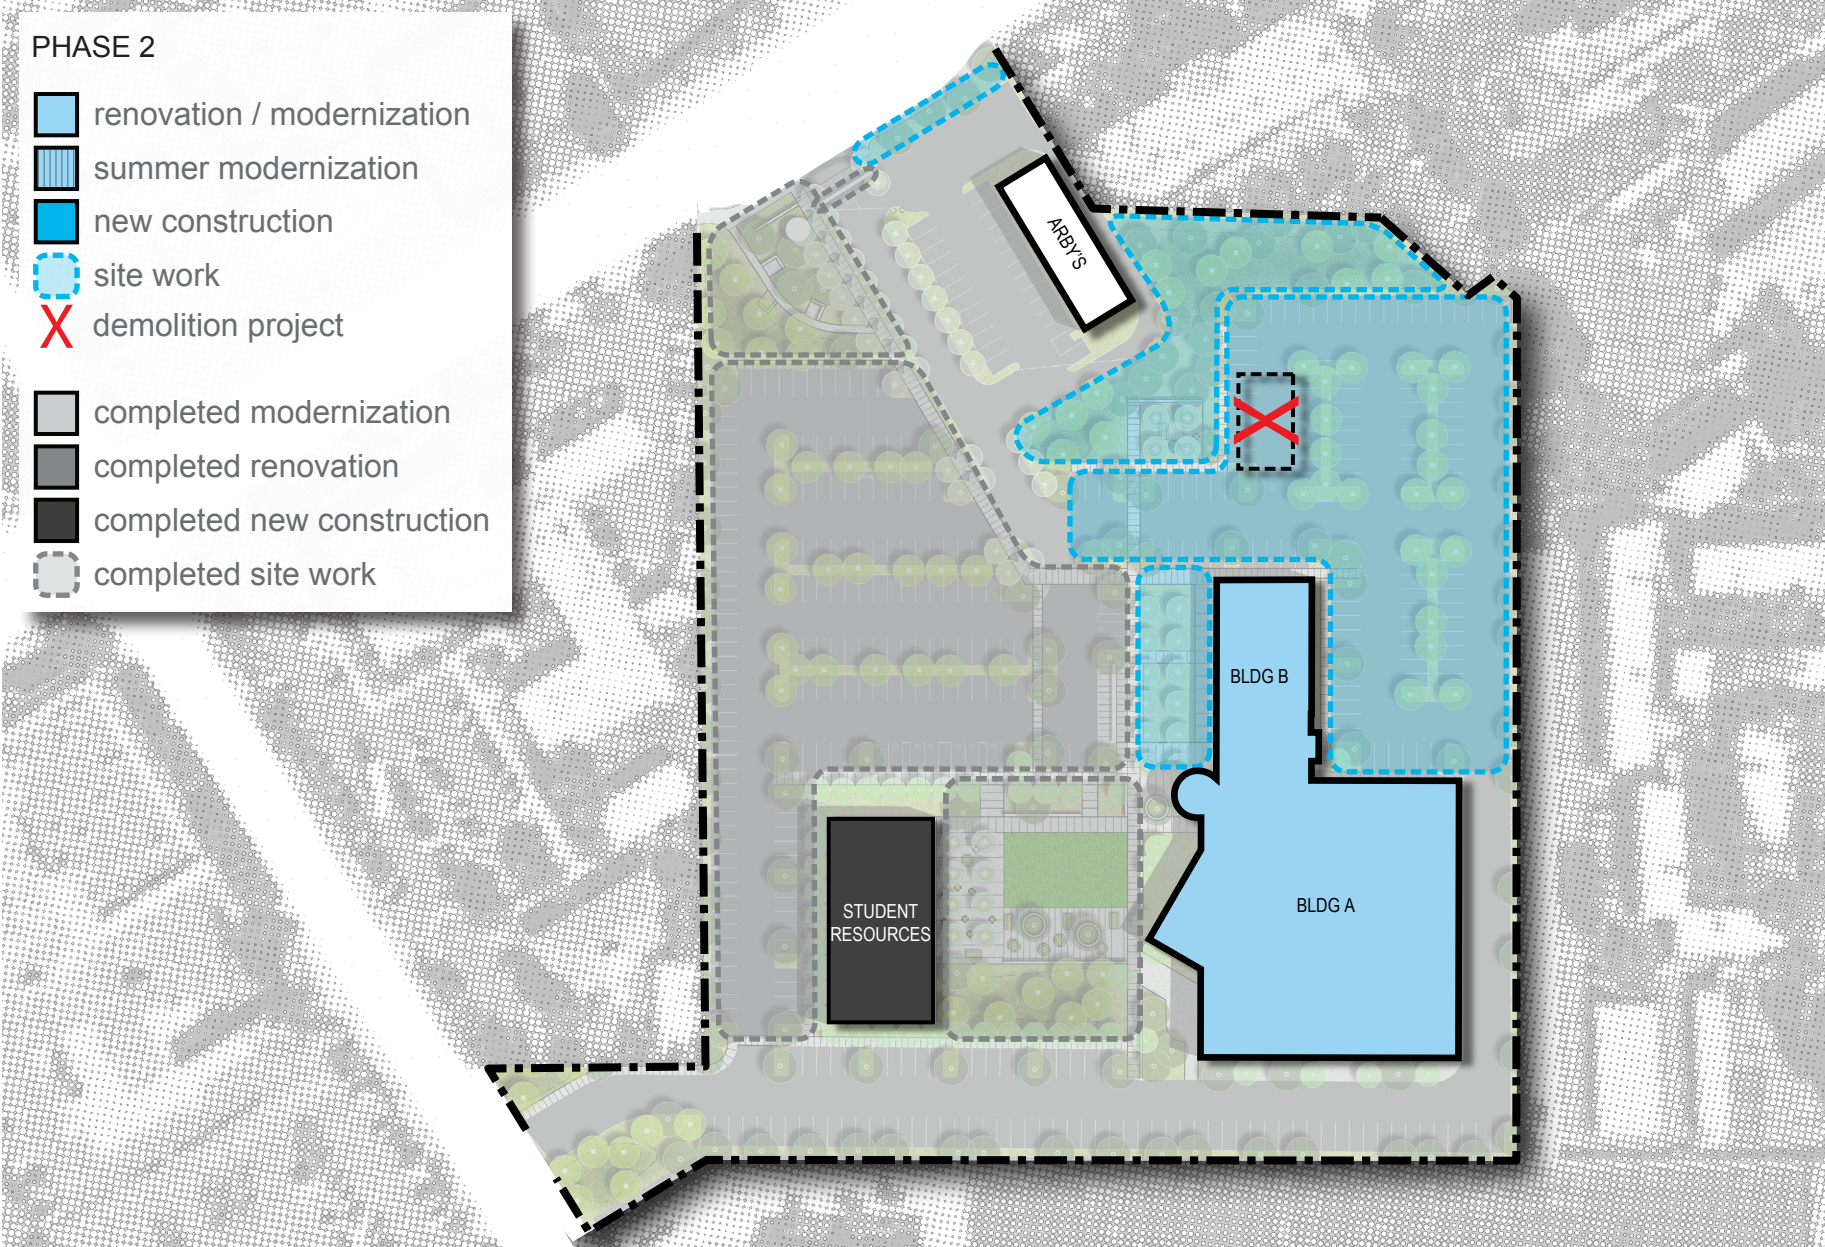 PHASE 2
renovation / modernization
summer modernization
new construction
site work
demolition project
completed modernization
completed renovation
completed new construction
completed site work
ARBY'S
BLDG B
BLDG A
STUDENT
RESOURCES